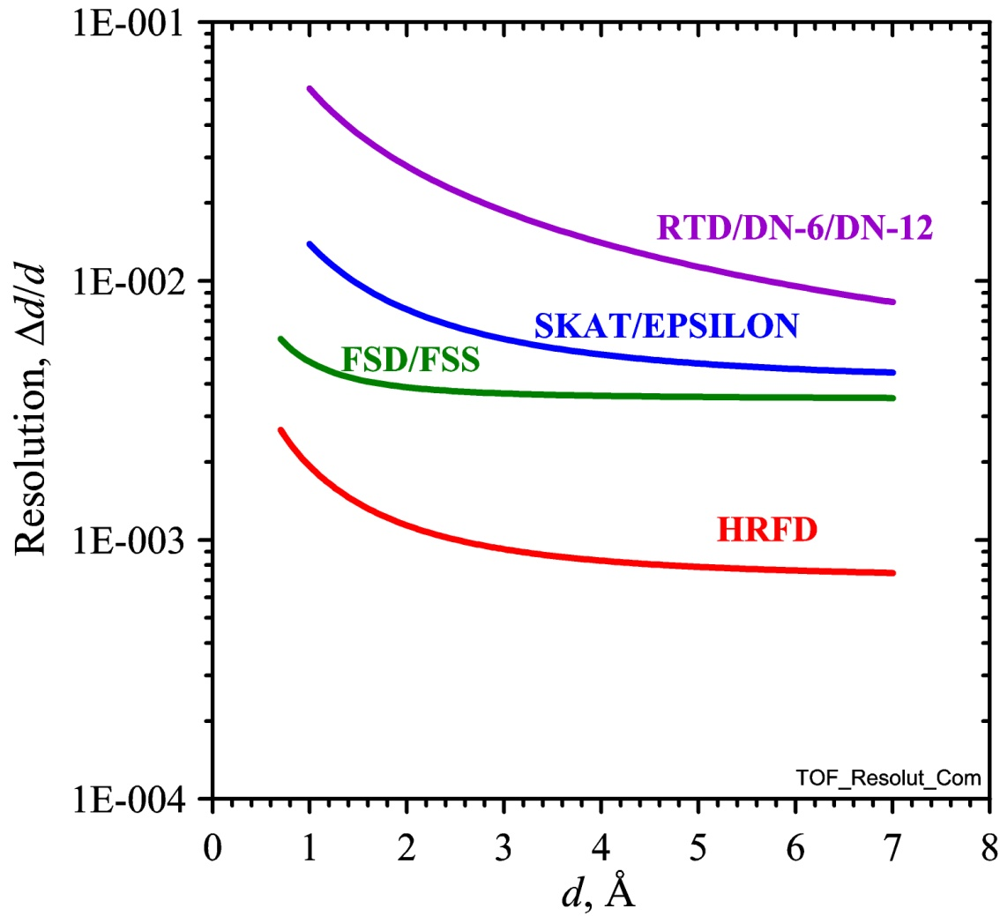 1E-001
1E-002
1E-003
1E-004
Resolution, Δd/d
RTD/DN-6/DN-12
SKAT/EPSILON
FSD/FSS
HRFD
TOF_Resolut_Com
0 1 2 3 4 5 6 7 8
d, Å